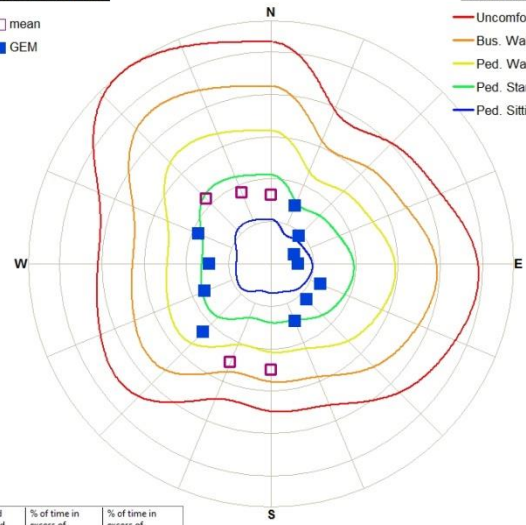 N
mean
GEM
Uncomfo
Bus. Wa
Ped. Wa
Ped. Sta
Ped. Sitti
W
E
S
% of time in
% of time in
excess of
excess of